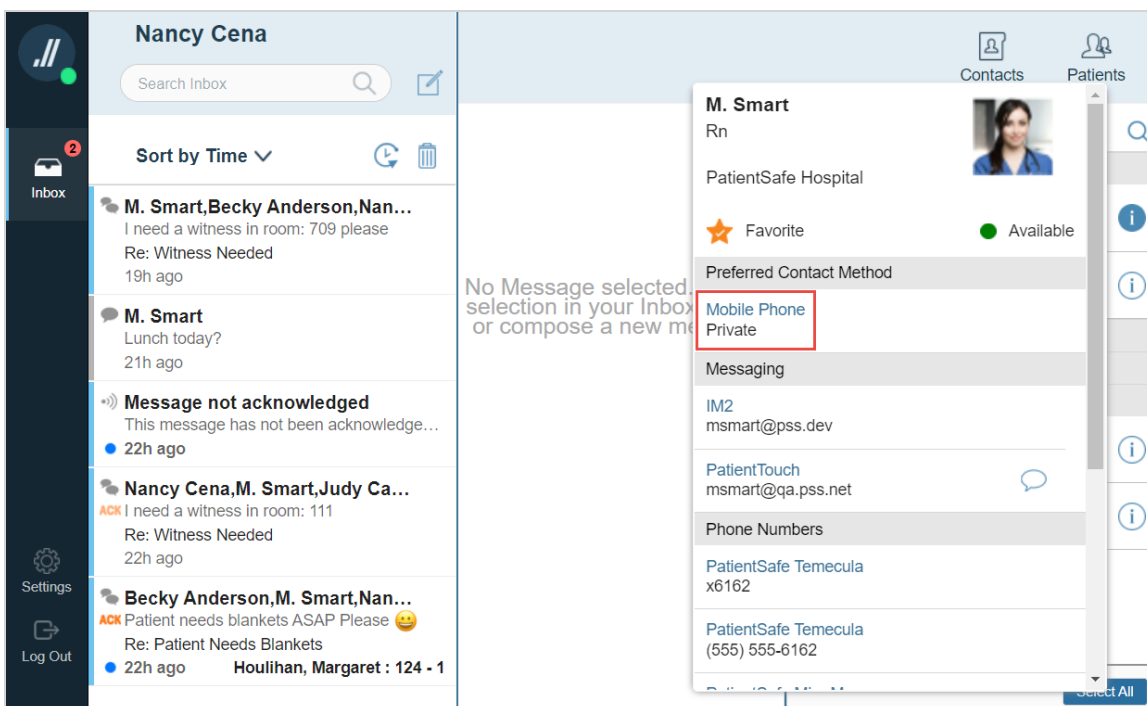 Nancy Cena
Search Inbox
Contacts
Patients
2
Inbox
Sort by Time
M. Smart,Becky Anderson,Nan...
I need a witness in room: 709 please
Re: Witness Needed
19h ago
M. Smart
Lunch today?
21h ago
Message not acknowledged
This message has not been acknowledge...
22h ago
Nancy Cena,M. Smart,Judy Ca...
ACK I need a witness in room: 111
Re: Witness Needed
22h ago
Becky Anderson,M. Smart,Nan...
ACK Patient needs blankets ASAP Please 😀
Re: Patient Needs Blankets
22h ago Houlihan, Margaret : 124 - 1
Settings
Log Out
No Message selected.
selection in your Inbox
or compose a new
M. Smart
Rn
PatientSafe Hospital
Favorite
Available
Preferred Contact Method
Mobile Phone
Private
Messaging
IM2
msmart@pss.dev
PatientTouch
msmart@qa.pss.net
Phone Numbers
PatientSafe Temecula
x6162
PatientSafe Temecula
(555) 555-6162
Select All